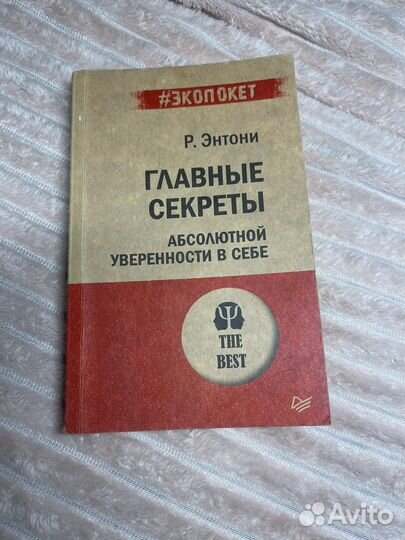 #ЭКОПОКЕТ
Р. Энтони
ГЛАВНЫЕ
СЕКРЕТЫ
АБСОЛЮТНОЙ
УВЕРЕННОСТИ В СЕБЕ
Ψ
THE
BEST
Avito